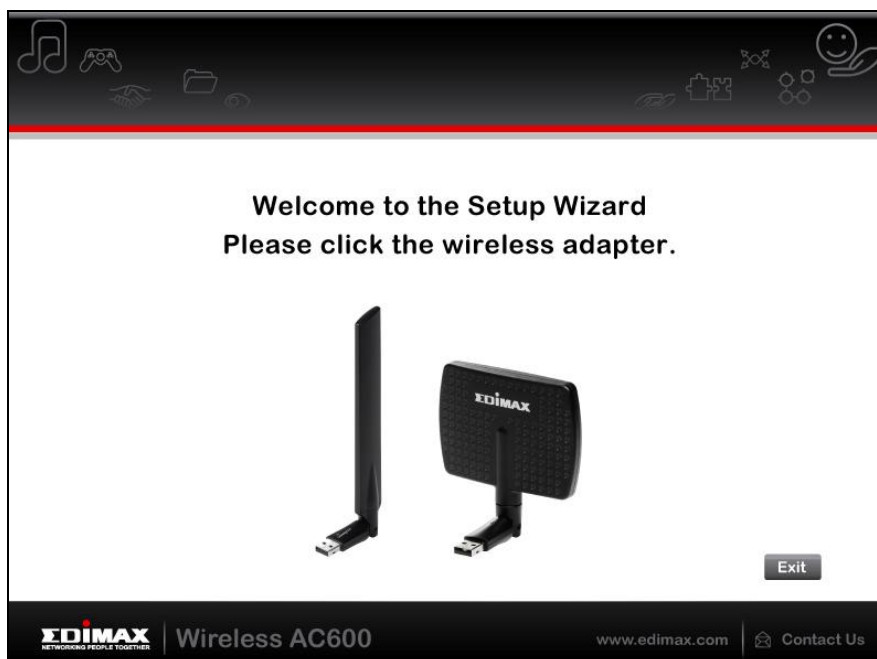 Welcome to the Setup Wizard
Please click the wireless adapter.
EDIMAX
Exit
EDIMAX
NETWORKING PEOPLE TOGETHER
Wireless AC600
www.edimax.com
Contact Us